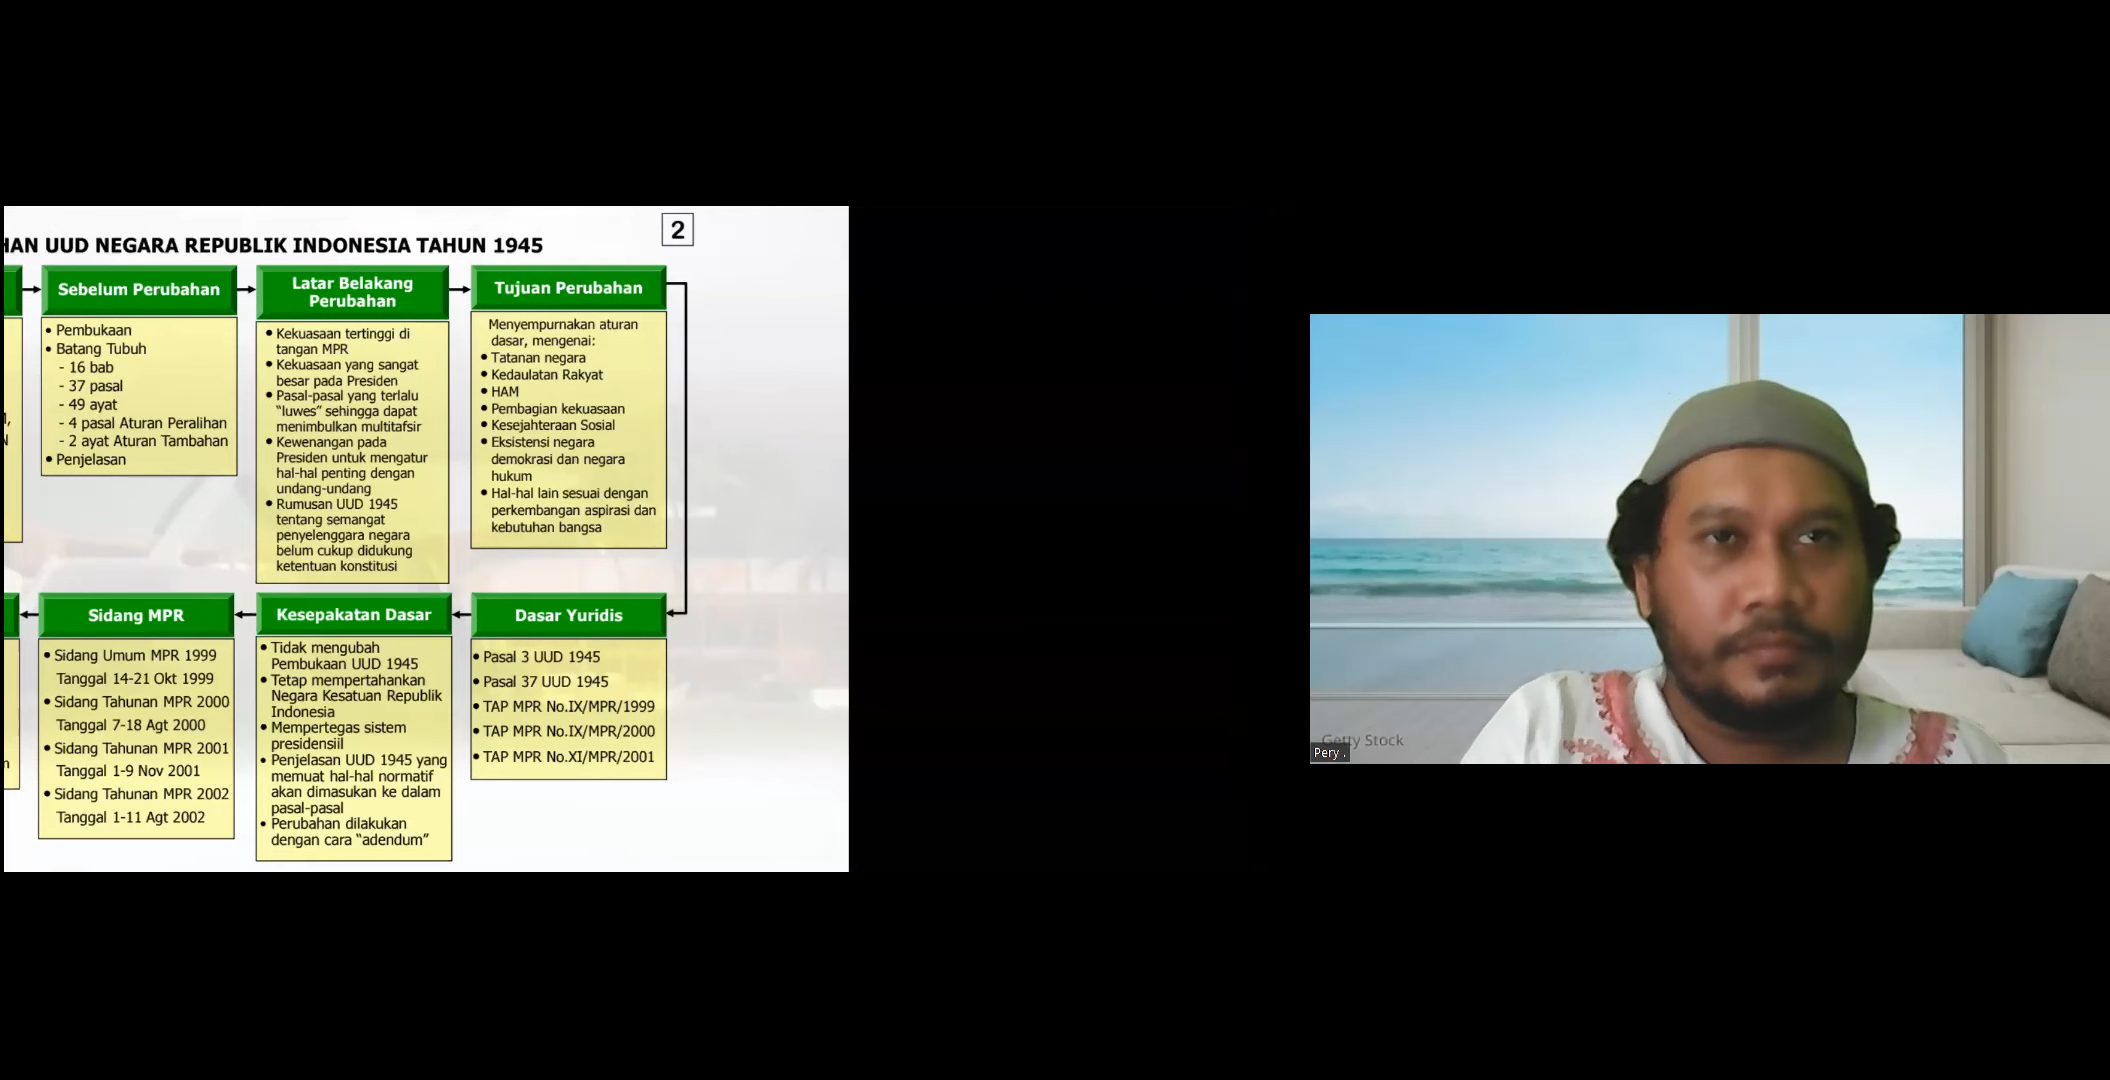 2
HAN UUD NEGARA REPUBLIK INDONESIA TAHUN 1945
Sebelum Perubahan
• Pembukaan
• Batang Tubuh
- 16 bab
- 37 pasal
- 49 ayat
- 4 pasal Aturan Peralihan
- 2 ayat Aturan Tambahan
• Penjelasan
Latar Belakang
Perubahan
• Kekuasaan tertinggi di
tangan MPR
• Kekuasaan yang sangat
besar pada Presiden
• Pasal-pasal yang terlalu
“luwes” sehingga dapat
menimbulkan multitafsir
• Kewenangan pada
Presiden untuk mengatur
hal-hal penting dengan
undang-undang
• Rumusan UUD 1945
tentang semangat
penyelenggara negara
belum cukup didukung
ketentuan konstitusi
Tujuan Perubahan
Menyempurnakan aturan
dasar, mengenai:
• Tatanan negara
• Kedaulatan Rakyat
• HAM
• Pembagian kekuasaan
• Kesejahteraan Sosial
• Eksistensi negara
demokrasi dan negara
hukum
• Hal-hal lain sesuai dengan
perkembangan aspirasi dan
kebutuhan bangsa
Sidang MPR
• Sidang Umum MPR 1999
Tanggal 14-21 Okt 1999
• Sidang Tahunan MPR 2000
Tanggal 7-18 Agt 2000
• Sidang Tahunan MPR 2001
Tanggal 1-9 Nov 2001
• Sidang Tahunan MPR 2002
Tanggal 1-11 Agt 2002
Kesepakatan Dasar
• Tidak mengubah
Pembukaan UUD 1945
• Tetap mempertahankan
Negara Kesatuan Republik
Indonesia
• Mempertegas sistem
presidensiil
• Penjelasan UUD 1945 yang
memuat hal-hal normatif
akan dimasukan ke dalam
pasal-pasal
• Perubahan dilakukan
dengan cara “adendum”
Dasar Yuridis
• Pasal 3 UUD 1945
• Pasal 37 UUD 1945
• TAP MPR No.IX/MPR/1999
• TAP MPR No.IX/MPR/2000
• TAP MPR No.XI/MPR/2001
Getty Stock
Pery .